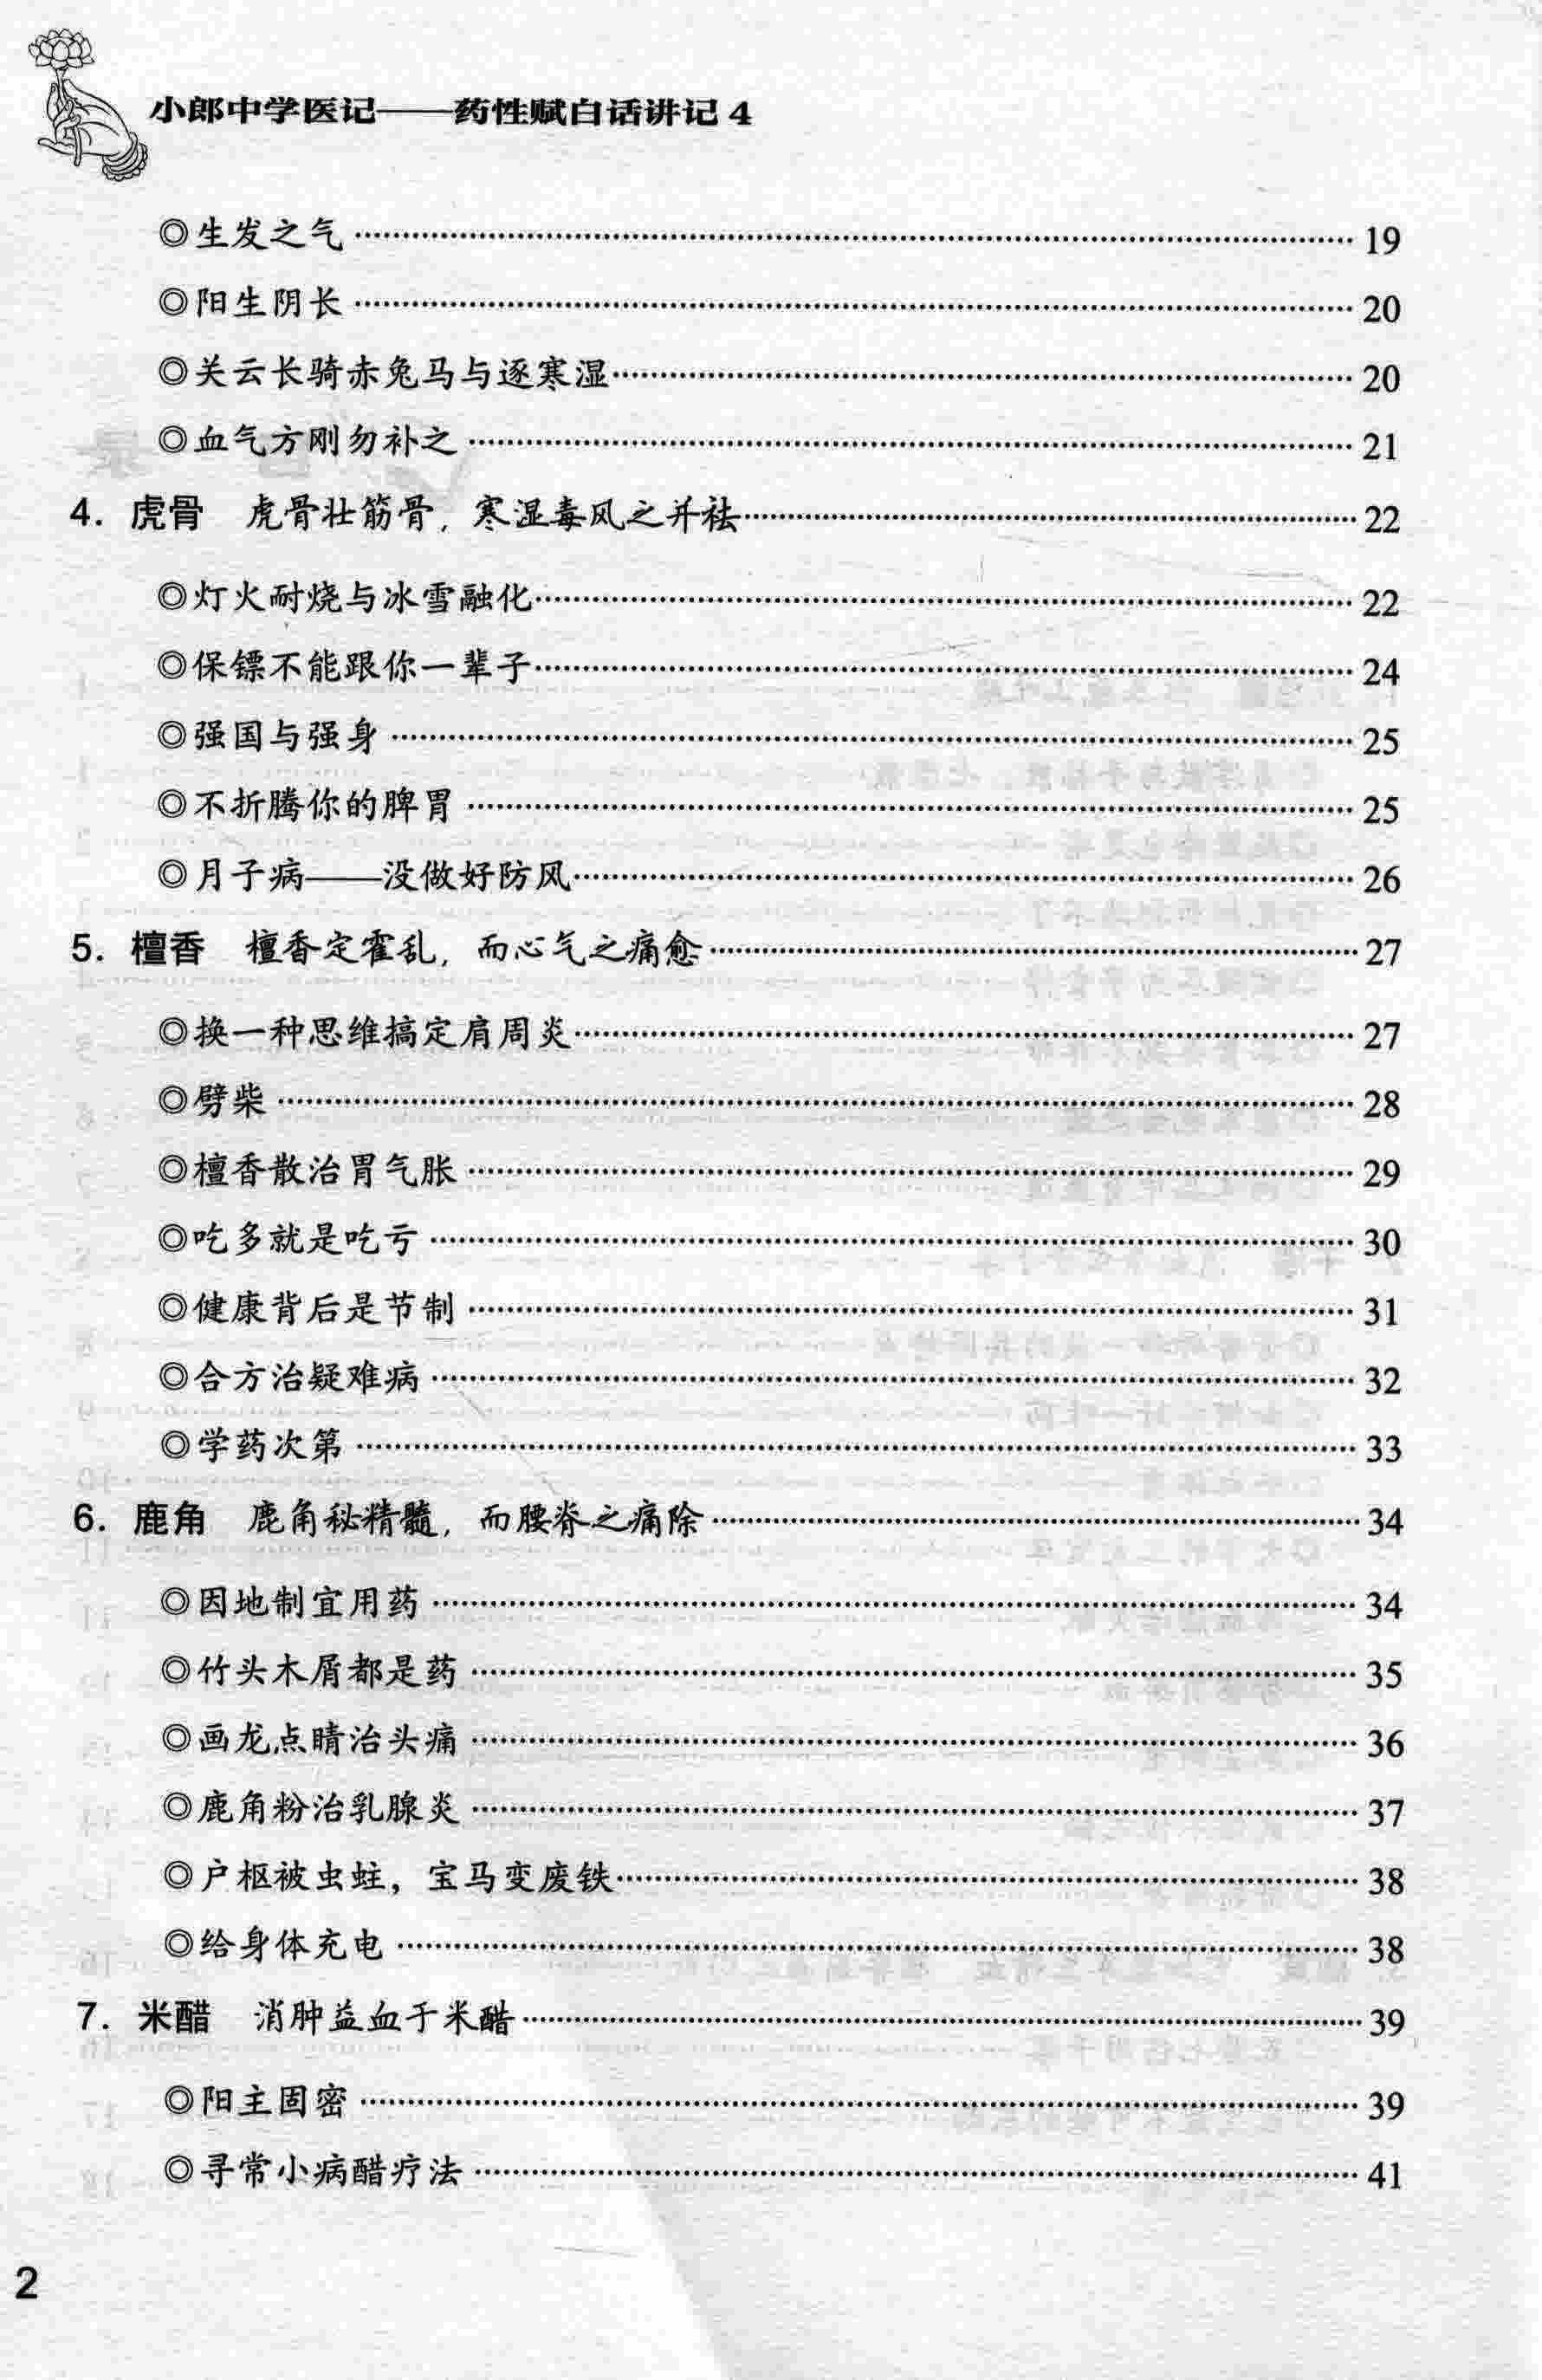 小郎中学医记——药性赋白话讲记 4
◎生发之气 19
◎阳生阴长 20
◎关云长骑赤兔马与逐寒湿 20
◎血气方刚勿补之 21
4. 虎骨 虎骨壮筋骨，寒湿毒风之并祛 22
◎灯火耐烧与冰雪融化 22
◎保镖不能跟你一辈子 24
◎强国与强身 25
◎不折腾你的脾胃 25
◎月子病——没做好防风 26
5. 檀香 檀香定霍乱，而心气之痛愈 27
◎换一种思维搞定肩周炎 27
◎劈柴 28
◎檀香散治胃气胀 29
◎吃多就是吃亏 30
◎健康背后是节制 31
◎合方治疑难病 32
◎学药次第 33
6. 鹿角 鹿角秘精髓，而腰脊之痛除 34
◎因地制宜用药 34
◎竹头木屑都是药 35
◎画龙点睛治头痛 36
◎鹿角粉治乳腺炎 37
◎户枢被虫蛀，宝马变废铁 38
◎给身体充电 38
7. 米醋 消肿益血于米醋 39
◎阳主固密 39
◎寻常小病醋疗法 41
2